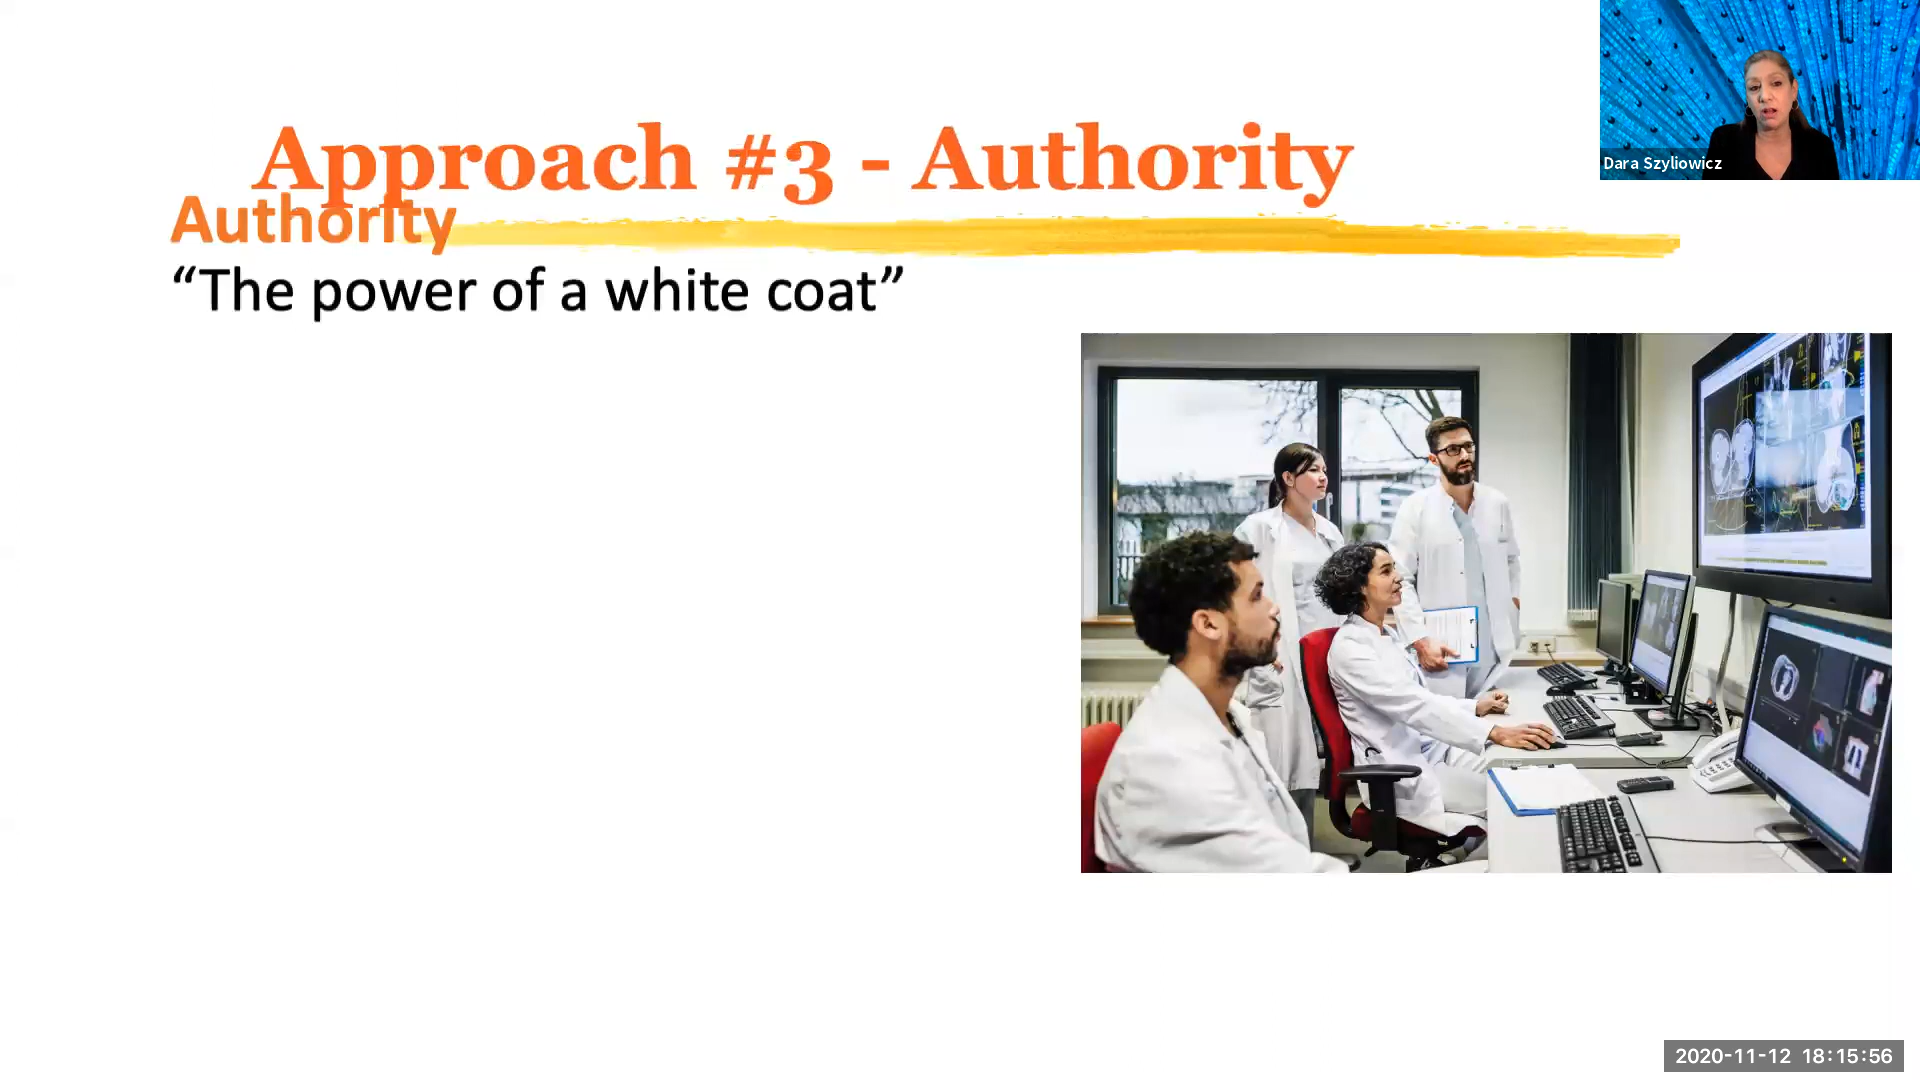 Dara Szyliowicz
Approach #3 - Authority
Authority
“The power of a white coat”
2020-11-12 18:15:56